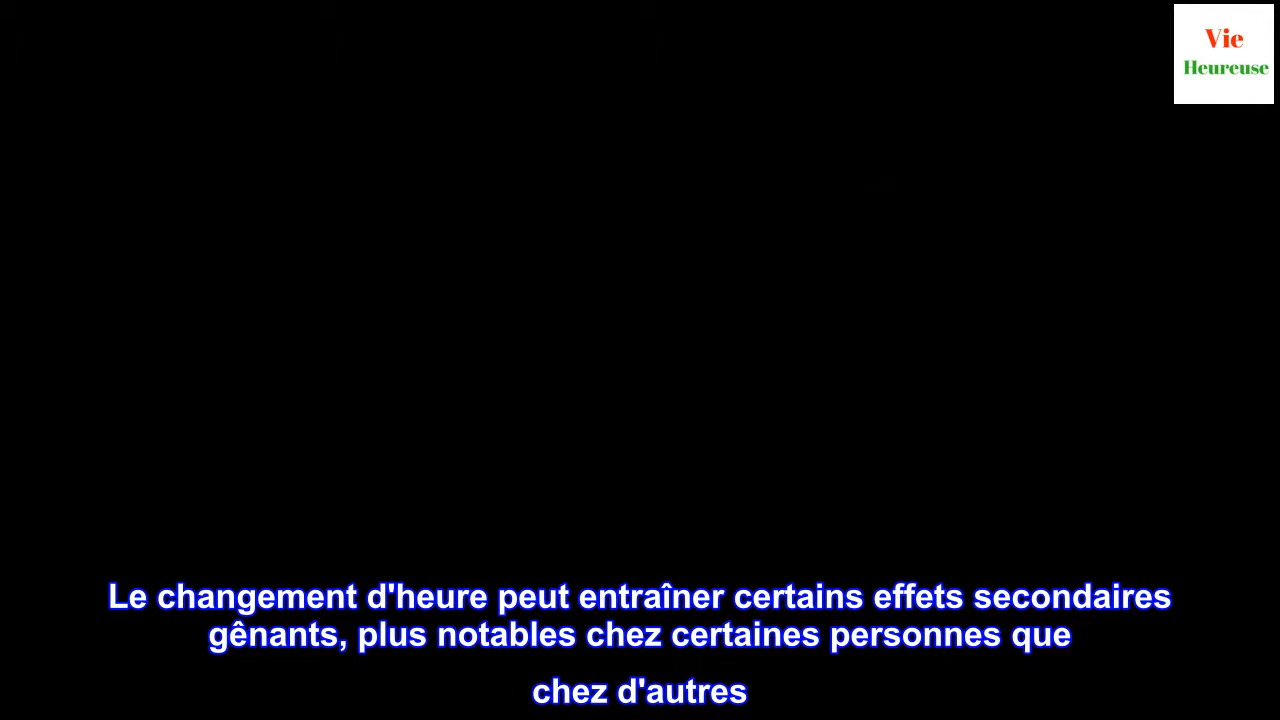 Vie
Heureuse
Le changement d'heure peut entraîner certains effets secondaires
gênants, plus notables chez certaines personnes que
chez d'autres